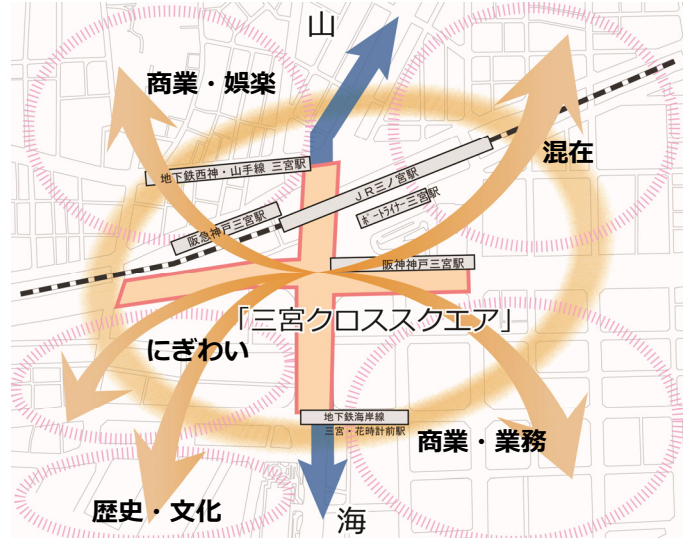 山
商業・娯楽
混在
地下鉄西神・山手線 三宮駅
JR三ノ宮駅
ﾎﾟｰﾄﾗｲﾅｰ三宮駅
阪急神戸三宮駅
阪神神戸三宮駅
「三宮クロススクエア」
にぎわい
地下鉄海岸線
三宮・花時計前駅
商業・業務
歴史・文化
海